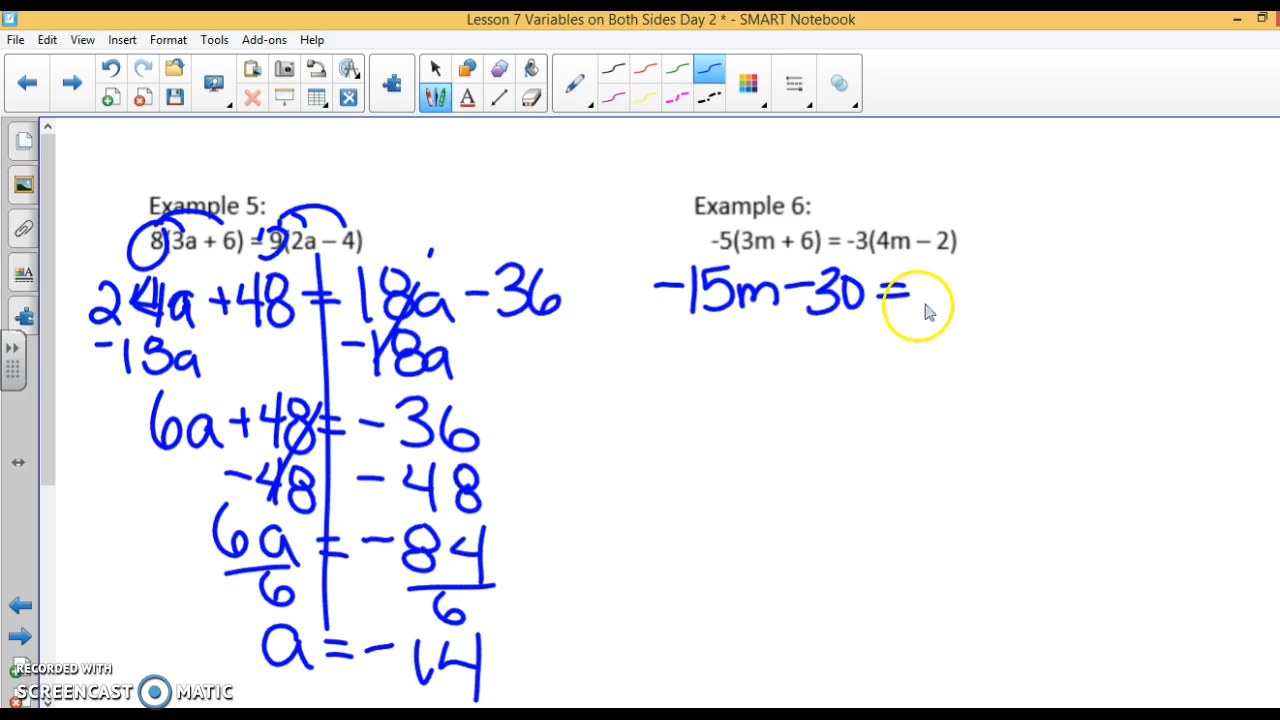 Lesson 7 Variables on Both Sides Day 2 * - SMART Notebook
File Edit View Insert Format Tools Add-ons Help
Example 5:
8(3a + 6) = 9(2a – 4)
24a + 48 = 18a - 36
-18a -18a
6a + 48 = -36
-48 -48
6a = -84
6 6
a = -14
Example 6:
-5(3m + 6) = -3(4m – 2)
-15m - 30 =
RECORDED WITH
SCREENCAST MATIC